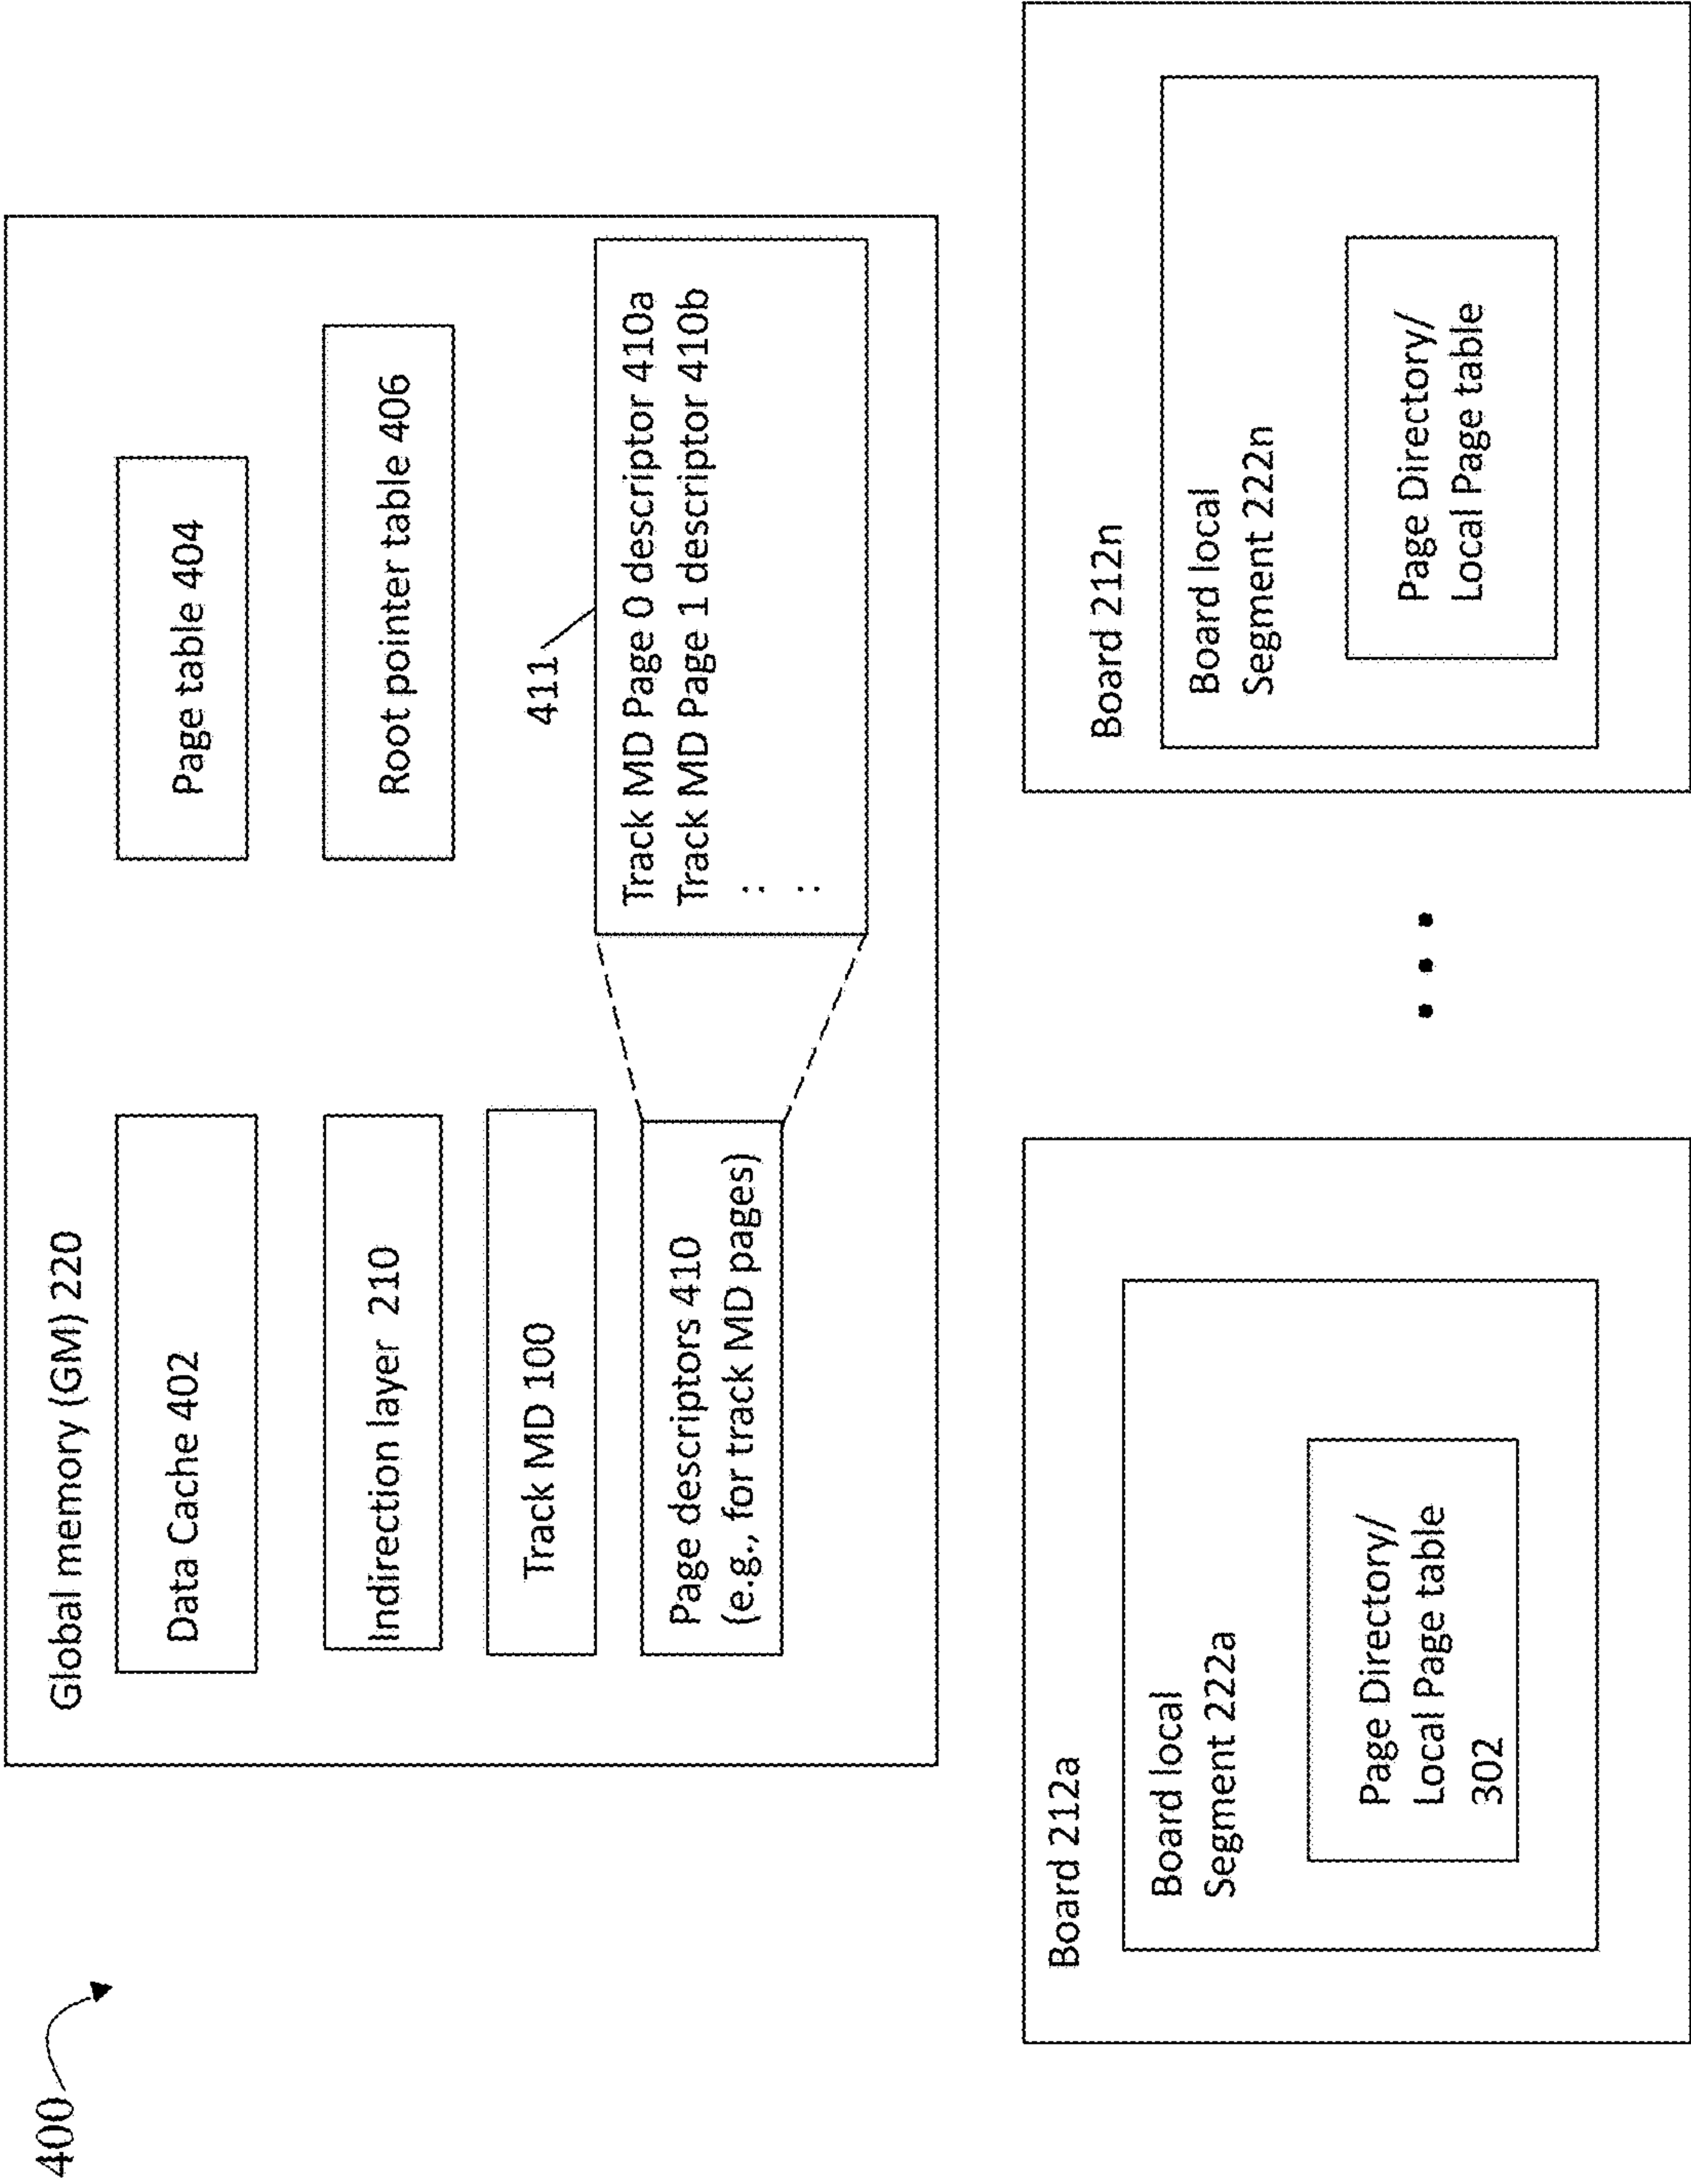 400
Global memory (GM) 220
Data Cache 402
Page table 404
Indirection layer 210
Root pointer table 406
Track MD 100
411
Page descriptors 410
(e.g., for track MD pages)
Track MD Page 0 descriptor 410a
Track MD Page 1 descriptor 410b
: :
Board 212a
Board local
Segment 222a
Page Directory/
Local Page table
302
• • •
Board 212n
Board local
Segment 222n
Page Directory/
Local Page table